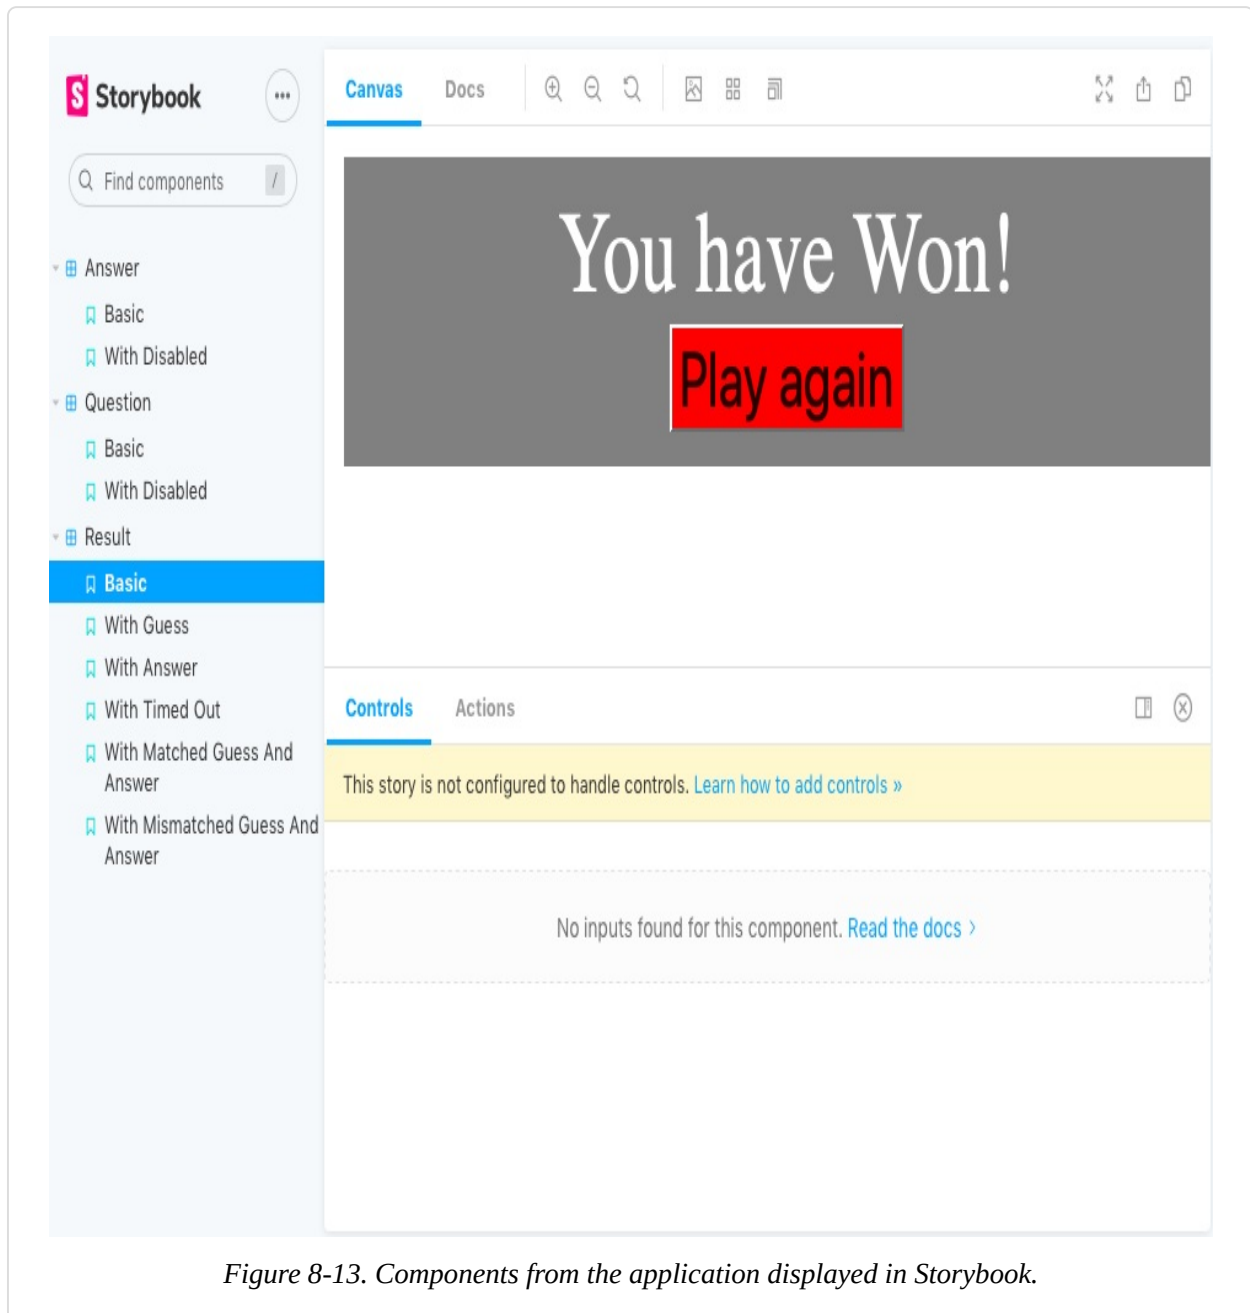 Storybook
Find components
/
Answer
Basic
With Disabled
Question
Basic
With Disabled
Result
Basic
With Guess
With Answer
With Timed Out
With Matched Guess And
Answer
With Mismatched Guess And
Answer
Canvas
Docs
You have Won!
Play again
Controls
Actions
This story is not configured to handle controls. Learn how to add controls »
No inputs found for this component. Read the docs >
Figure 8-13. Components from the application displayed in Storybook.